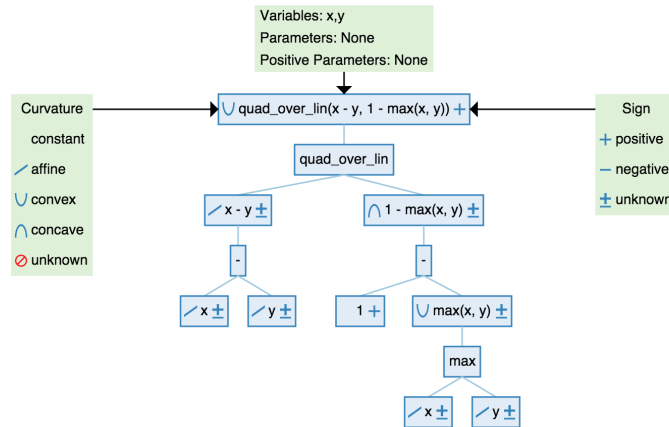 Variables: x,y
Parameters: None
Positive Parameters: None
Curvature
constant
affine
convex
concave
unknown
∪ quad_over_lin(x - y, 1 - max(x, y)) +
Sign
+ positive
− negative
± unknown
quad_over_lin
x - y ±
∩ 1 - max(x, y) ±
-
-
x ±
y ±
1 +
∪ max(x, y) ±
max
x ±
y ±